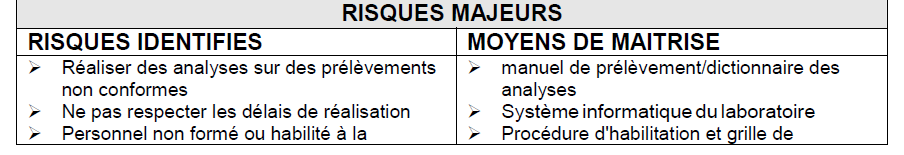 RISQUES MAJEURS
RISQUES IDENTIFIES
MOYENS DE MAITRISE
➢ Réaliser des analyses sur des prélèvements
non conformes
➢ Ne pas respecter les délais de réalisation
➢ Personnel non formé ou habilité à la
➢ manuel de prélèvement/dictionnaire des
analyses
➢ Système informatique du laboratoire
➢ Procédure d'habilitation et grille de